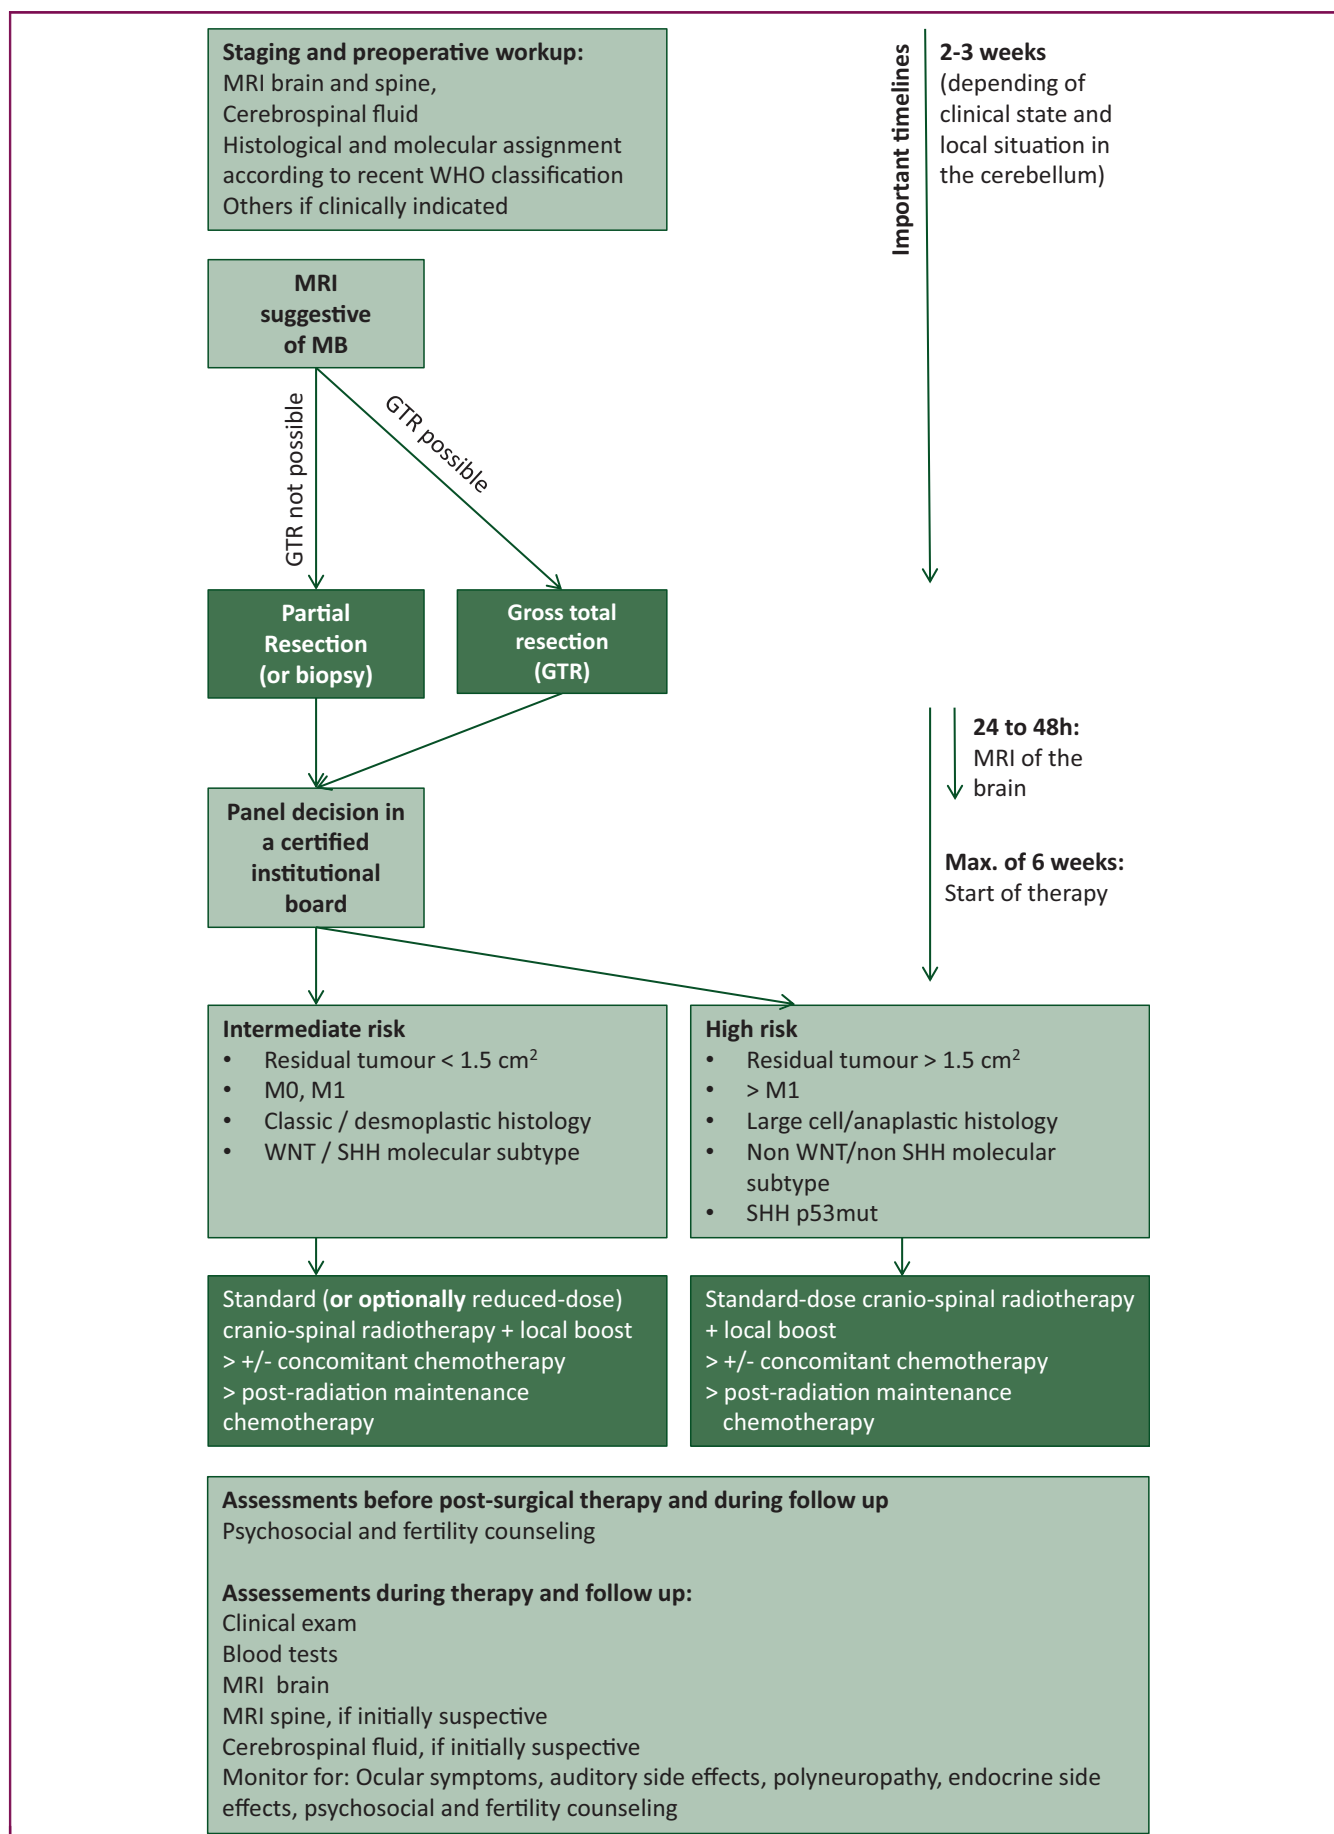 Staging and preoperative workup:
MRI brain and spine,
Cerebrospinal fluid
Histological and molecular assignment
according to recent WHO classification
Others if clinically indicated
Important timelines
2-3 weeks
(depending of
clinical state and
local situation in
the cerebellum)
MRI
suggestive
of MB
GTR not possible
GTR possible
Partial
Resection
(or biopsy)
Gross total
resection
(GTR)
24 to 48h:
MRI of the
brain
Panel decision in
a certified
institutional
board
Max. of 6 weeks:
Start of therapy
Intermediate risk
• Residual tumour < 1.5 cm²
• M0, M1
• Classic / desmoplastic histology
• WNT / SHH molecular subtype
High risk
• Residual tumour > 1.5 cm²
• > M1
• Large cell/anaplastic histology
• Non WNT/non SHH molecular
subtype
• SHH p53mut
Standard (or optionally reduced-dose)
cranio-spinal radiotherapy + local boost
> +/- concomitant chemotherapy
> post-radiation maintenance
chemotherapy
Standard-dose cranio-spinal radiotherapy
+ local boost
> +/- concomitant chemotherapy
> post-radiation maintenance
chemotherapy
Assessments before post-surgical therapy and during follow up
Psychosocial and fertility counseling
Assessements during therapy and follow up:
Clinical exam
Blood tests
MRI brain
MRI spine, if initially suspective
Cerebrospinal fluid, if initially suspective
Monitor for: Ocular symptoms, auditory side effects, polyneuropathy, endocrine side
effects, psychosocial and fertility counseling